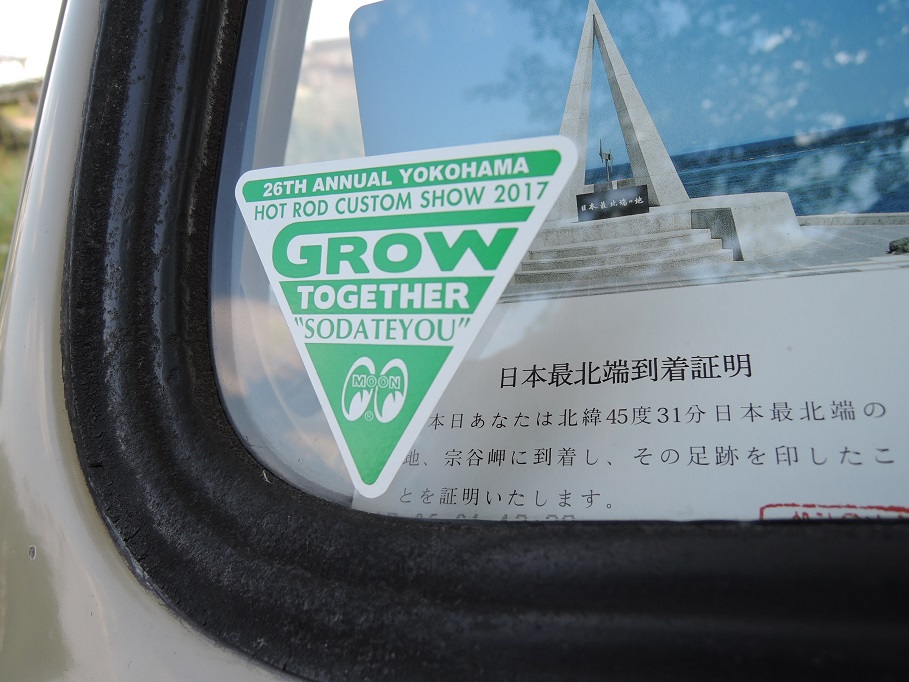 26TH ANNUAL YOKOHAMA
HOT ROD CUSTOM SHOW 2017
GROW
TOGETHER
"SODATEYOU"
MOON
®
日本最北端の地
日本最北端到着証明
本日あなたは北緯45度31分日本最北端の
地、宗谷岬に到着し、その足跡を印したこ
とを証明いたします。